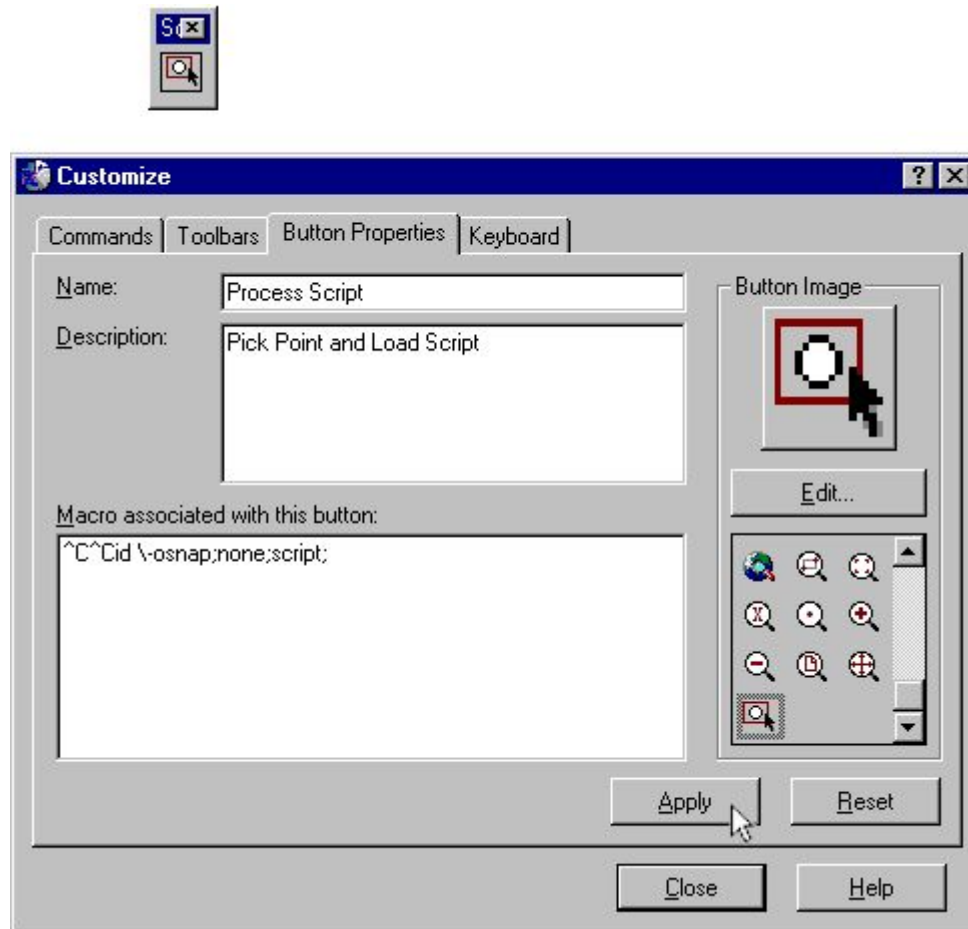 Customize
Commands Toolbars Button Properties Keyboard
Name: Process Script
Button Image
Description: Pick Point and Load Script
Edit...
Macro associated with this button:
^C^Cid \-osnap;none;script;
Apply Reset
Close Help